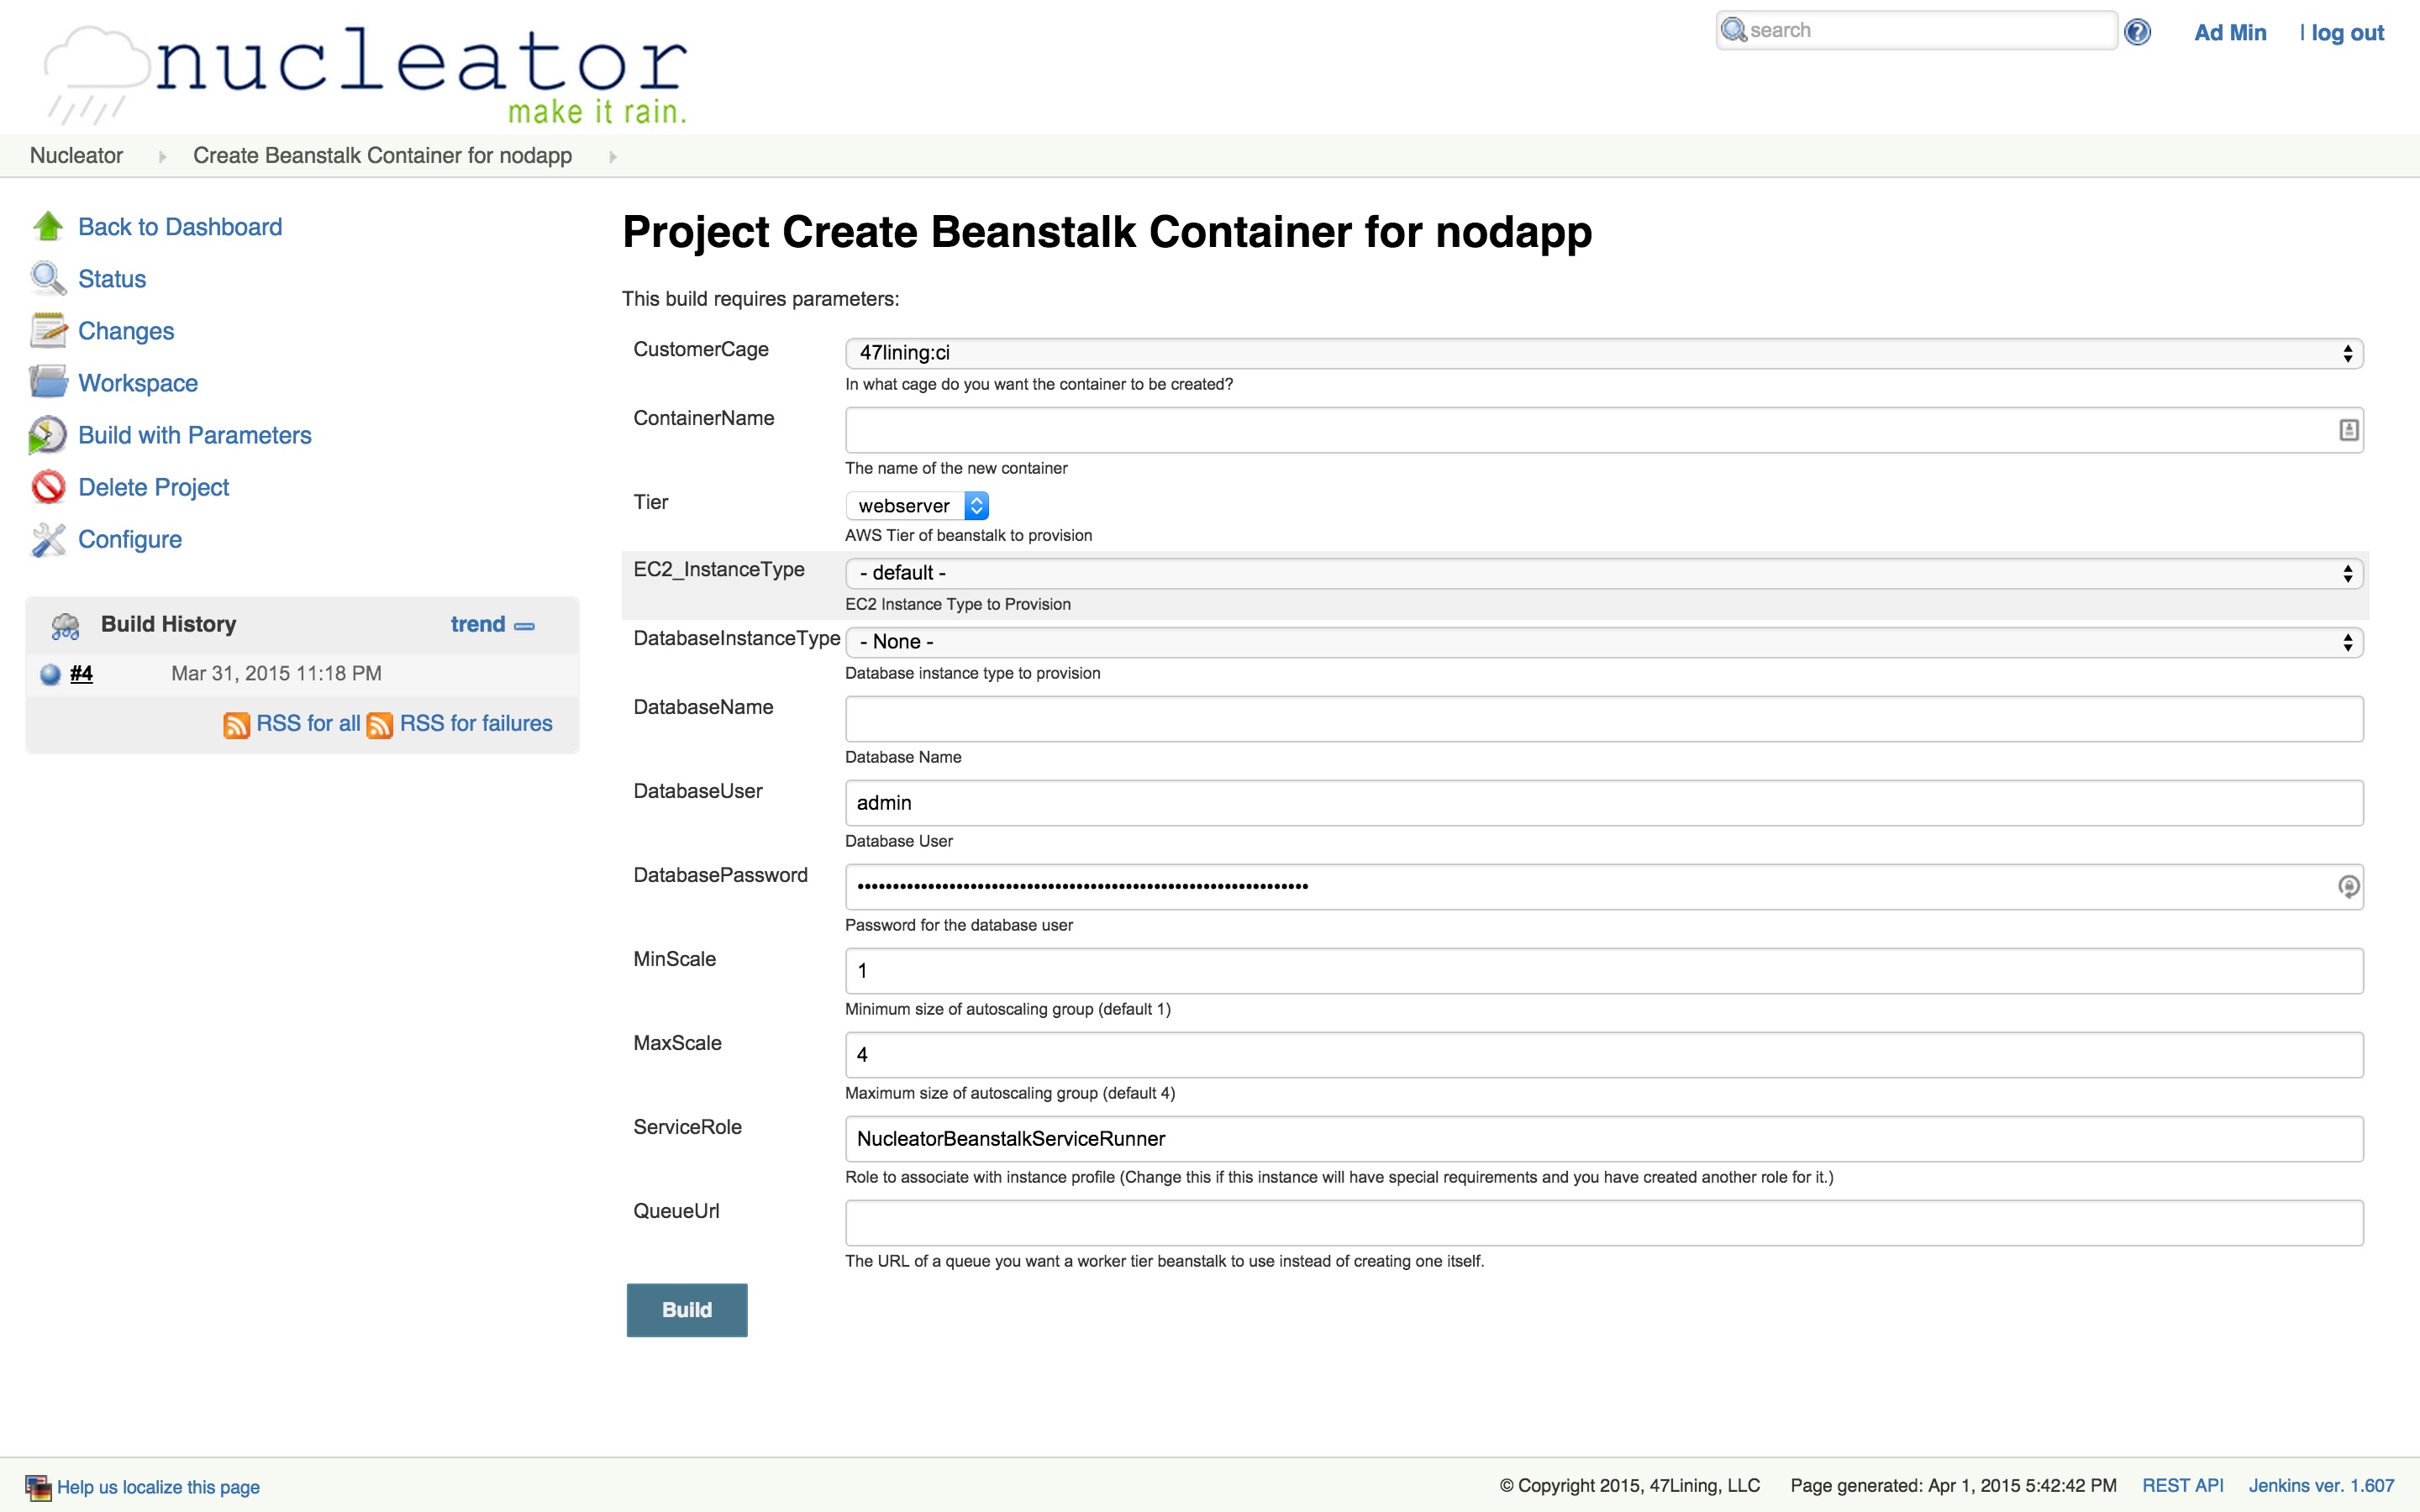 nucleator
make it rain.
search
Ad Min
| log out
Nucleator
Create Beanstalk Container for nodapp
Back to Dashboard
Status
Changes
Workspace
Build with Parameters
Delete Project
Configure
Build History
trend
#4
Mar 31, 2015 11:18 PM
RSS for all
RSS for failures
Project Create Beanstalk Container for nodapp
This build requires parameters:
CustomerCage
47lining:ci
In what cage do you want the container to be created?
ContainerName
The name of the new container
Tier
webserver
AWS Tier of beanstalk to provision
EC2_InstanceType
- default -
EC2 Instance Type to Provision
DatabaseInstanceType
- None -
Database instance type to provision
DatabaseName
Database Name
DatabaseUser
admin
Database User
DatabasePassword
Password for the database user
MinScale
1
Minimum size of autoscaling group (default 1)
MaxScale
4
Maximum size of autoscaling group (default 4)
ServiceRole
NucleatorBeanstalkServiceRunner
Role to associate with instance profile (Change this if this instance will have special requirements and you have created another role for it.)
QueueUrl
The URL of a queue you want a worker tier beanstalk to use instead of creating one itself.
Build
Help us localize this page
© Copyright 2015, 47Lining, LLC
Page generated: Apr 1, 2015 5:42:42 PM
REST API
Jenkins ver. 1.607